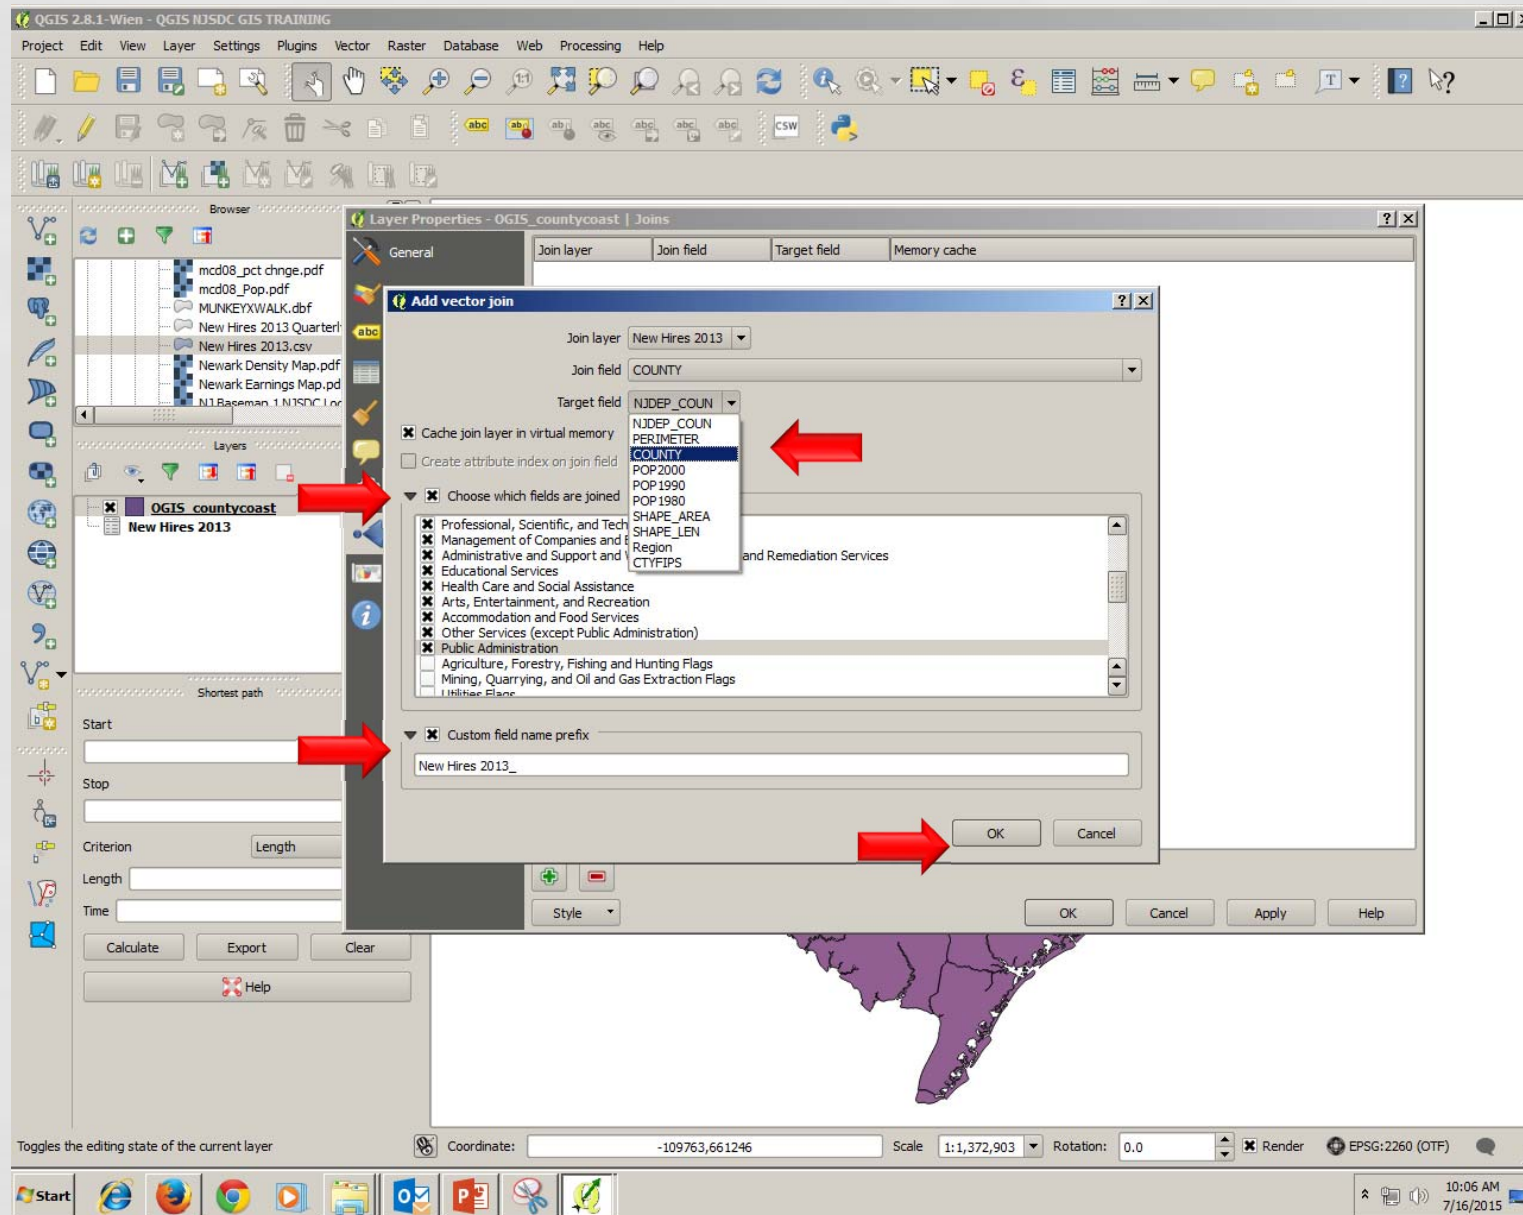 QGIS 2.8.1-Wien - QGIS NJSDC GIS TRAINING
Project Edit View Layer Settings Plugins Vector Raster Database Web Processing Help
abc
CSW
Browser
mcd08_pct chnge.pdf
mcd08_Pop.pdf
MUNKEYXWALK.dbf
New Hires 2013 Quarterl
New Hires 2013.csv
Newark Density Map.pdf
Newark Earnings Map.pd
Layers
OGIS_countycoast
New Hires 2013
Shortest path
Start
Stop
Criterion Length
Length
Time
Calculate Export Clear
Help
Layer Properties - OGIS_countycoast | Joins
General
Join layer Join field Target field Memory cache
Add vector join
Join layer New Hires 2013
Join field COUNTY
Target field NJDEP_COUN
NJDEP_COUN
PERIMETER
COUNTY
POP2000
POP1990
POP1980
SHAPE_AREA
SHAPE_LEN
Region
CTYFIPS
Cache join layer in virtual memory
Create attribute index on join field
Choose which fields are joined
Professional, Scientific, and Tech
Management of Companies and E
Administrative and Support and and Remediation Services
Educational Services
Health Care and Social Assistance
Arts, Entertainment, and Recreation
Accommodation and Food Services
Other Services (except Public Administration)
Public Administration
Agriculture, Forestry, Fishing and Hunting Flags
Mining, Quarrying, and Oil and Gas Extraction Flags
Utilities Flags
Custom field name prefix
New Hires 2013_
OK Cancel
Style
OK Cancel Apply Help
Toggles the editing state of the current layer Coordinate: -109763,661246 Scale 1:1,372,903 Rotation: 0.0 Render EPSG:2260 (OTF)
Start
10:06 AM
7/16/2015